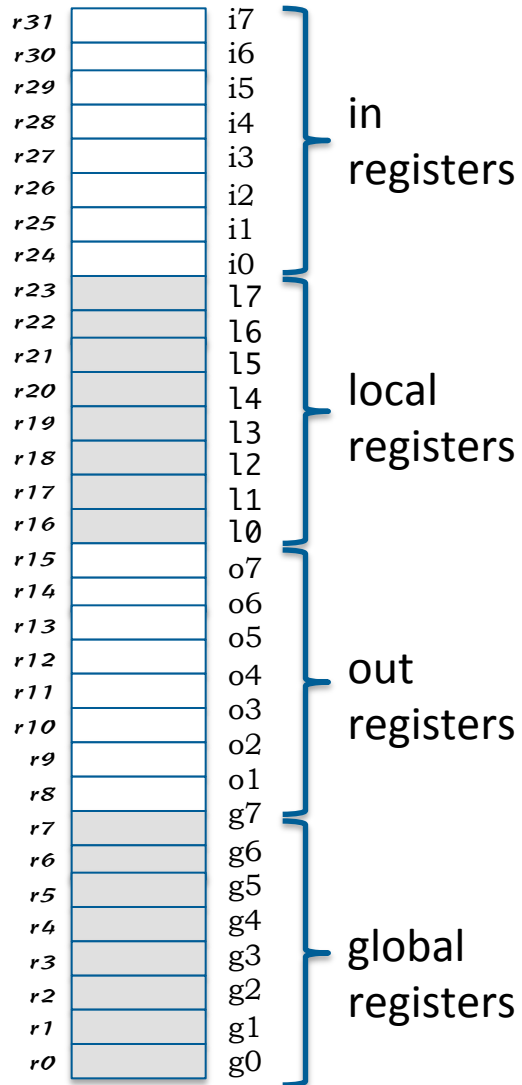 r31 i7
r30 i6
r29 i5
r28 i4
in
r27 i3
registers
r26 i2
r25 i1
r24 i0
r23 l7
r22 l6
r21 l5
r20 l4
local
r19 l3
registers
r18 l2
r17 l1
r16 l0
r15 o7
r14 o6
r13 o5
r12 o4
out
r11 o3
registers
r10 o2
r9 o1
r8
r7 g7
r6 g6
r5 g5
r4 g4
global
r3 g3
registers
r2 g2
r1 g1
r0 g0